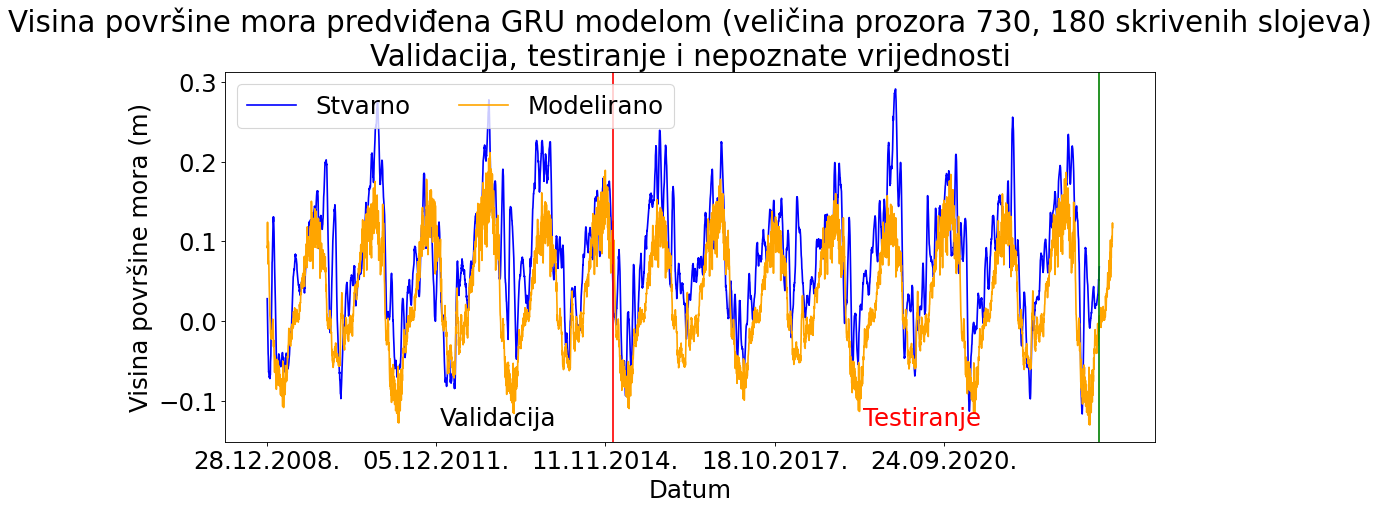 Visina površine mora predviđena GRU modelom (veličina prozora 730, 180 skrivenih slojeva)
Validacija, testiranje i nepoznate vrijednosti
Stvarno Modelirano
Visina površine mora (m)
0.3
0.2
0.1
0.0
−0.1
Validacija
Testiranje
28.12.2008. 05.12.2011. 11.11.2014. 18.10.2017. 24.09.2020.
Datum